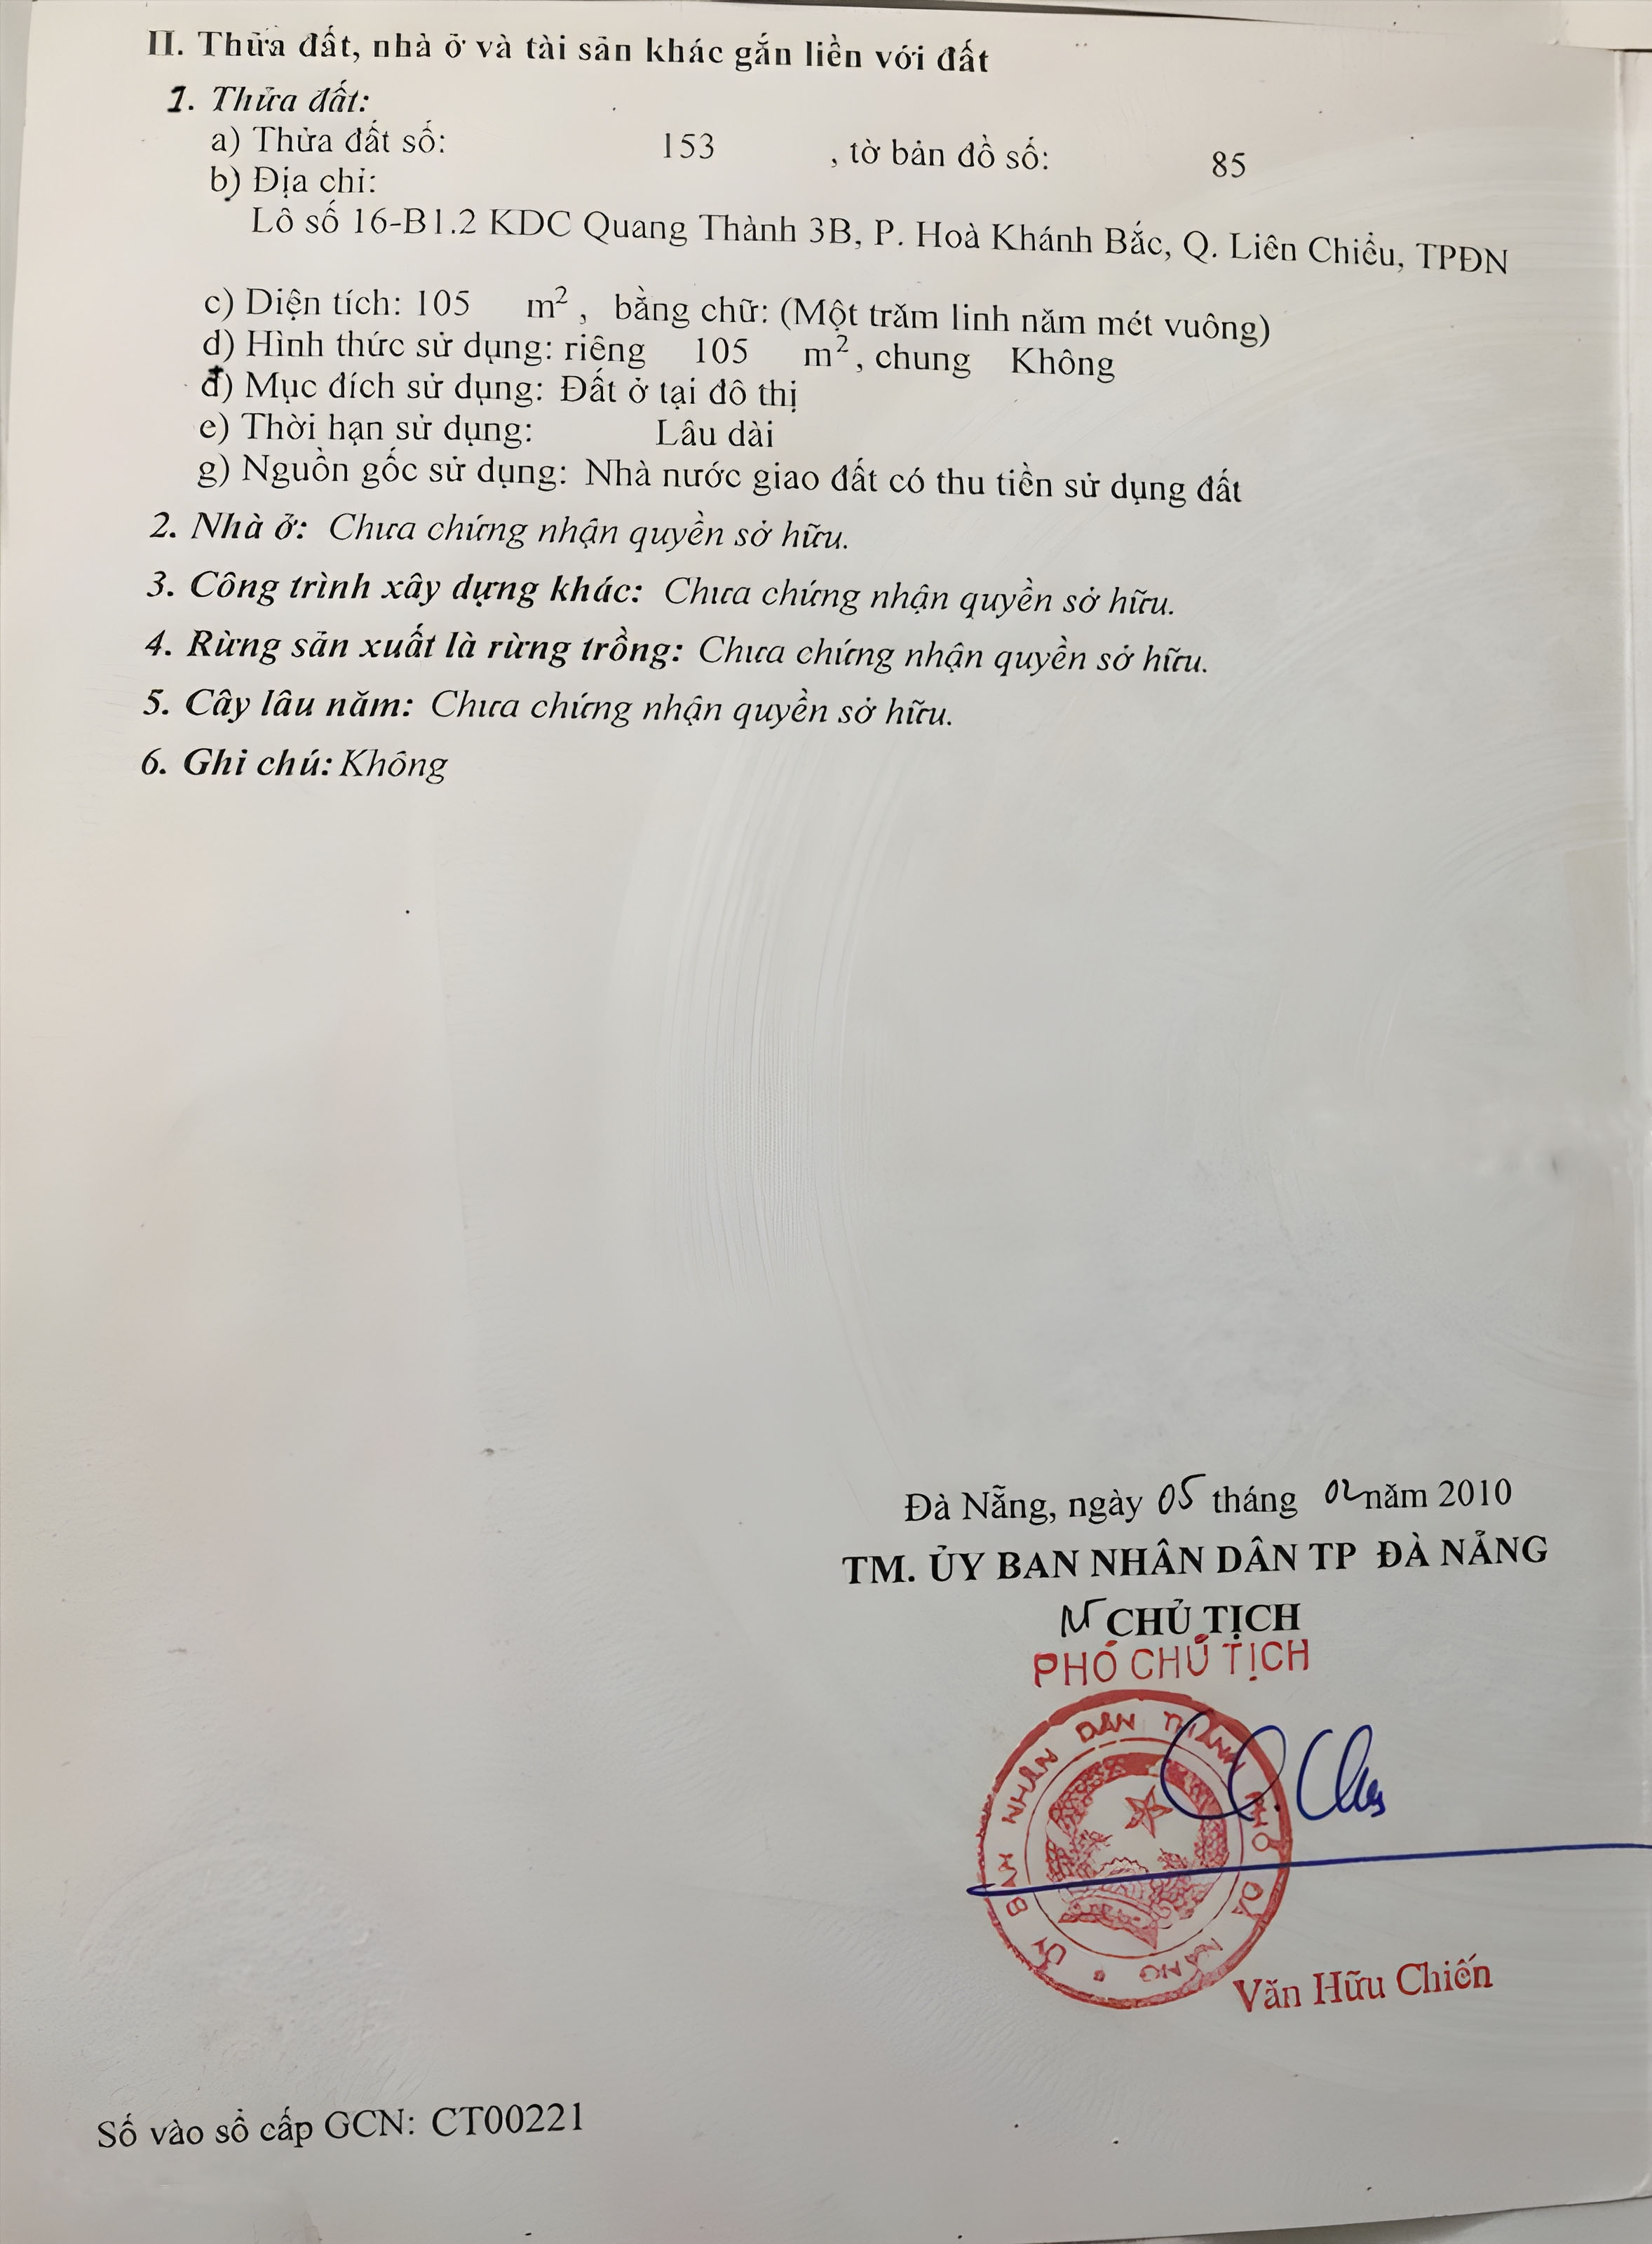 II. Thửa đất, nhà ở và tài sản khác gắn liền với đất
1. Thửa đất:
a) Thửa đất số: 153 , tờ bản đồ số: 85
b) Địa chỉ:
Lô số 16-B1.2 KDC Quang Thành 3B, P. Hoà Khánh Bắc, Q. Liên Chiểu, TPĐN
c) Diện tích: 105 m², bằng chữ: (Một trăm linh năm mét vuông)
d) Hình thức sử dụng: riêng 105 m², chung Không
đ) Mục đích sử dụng: Đất ở tại đô thị
e) Thời hạn sử dụng: Lâu dài
g) Nguồn gốc sử dụng: Nhà nước giao đất có thu tiền sử dụng đất
2. Nhà ở: Chưa chứng nhận quyền sở hữu.
3. Công trình xây dựng khác: Chưa chứng nhận quyền sở hữu.
4. Rừng sản xuất là rừng trồng: Chưa chứng nhận quyền sở hữu.
5. Cây lâu năm: Chưa chứng nhận quyền sở hữu.
6. Ghi chú: Không
Đà Nẵng, ngày 05 tháng 02 năm 2010
TM. ỦY BAN NHÂN DÂN TP ĐÀ NẴNG
CHỦ TỊCH
PHÓ CHỦ TỊCH
ỦY BAN NHÂN DÂN THÀNH PHỐ ĐÀ NẴNG
Văn Hữu Chiến
Số vào sổ cấp GCN: CT00221